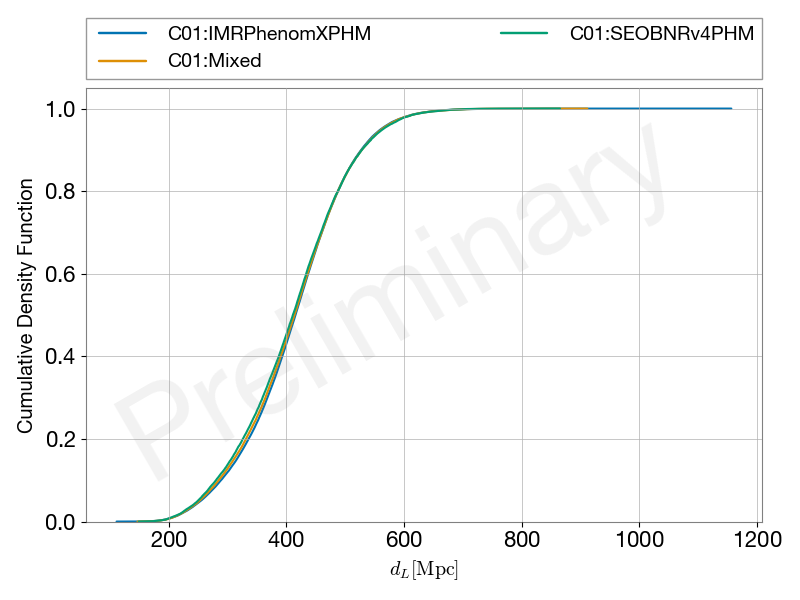 C01:IMRPhenomXPHM
C01:Mixed
C01:SEOBNRv4PHM
Preliminary
Cumulative Density Function
1.0
0.8
0.6
0.4
0.2
0.0
200 400 600 800 1000 1200
d_L[Mpc]